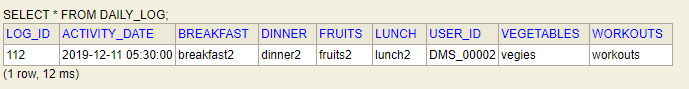 SELECT * FROM DAILY_LOG;
LOG_ID ACTIVITY_DATE BREAKFAST DINNER FRUITS LUNCH USER_ID VEGETABLES WORKOUTS
112 2019-12-11 05:30:00 breakfast2 dinner2 fruits2 lunch2 DMS_00002 vegies workouts
(1 row, 12 ms)